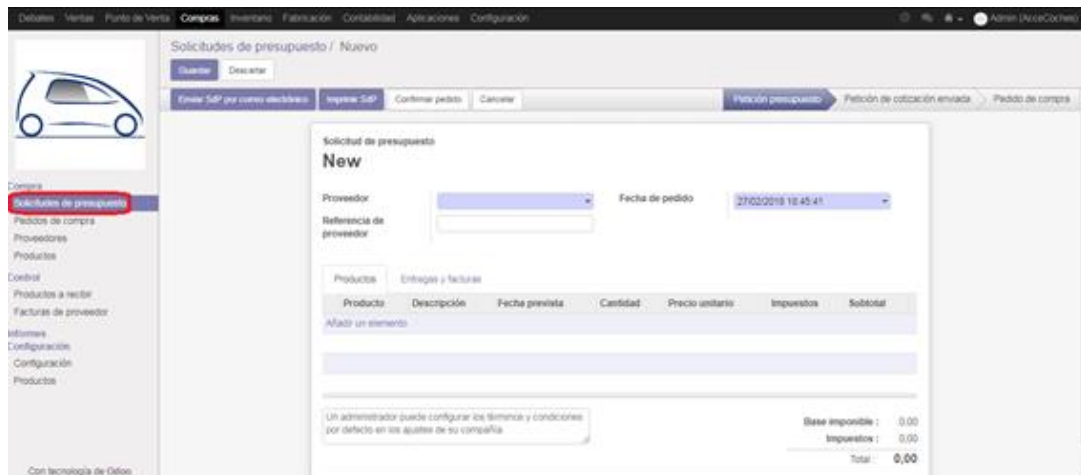 Debates Ventas Punto de Venta Compras Inventario Fabricación Contabilidad Aplicaciones Configuración Admin (AcceCoches)
Solicitudes de presupuesto / Nuevo
Guardar Descartar
Enviar SdP por correo electrónico Imprimir SdP Confirmar pedido Cancelar Petición presupuesto Petición de cotización enviada Pedido de compra
Solicitud de presupuesto
New
Compra
Solicitudes de presupuesto
Pedidos de compra
Proveedores
Productos
Control
Productos a recibir
Facturas de proveedor
Informes
Configuración
Configuración
Productos
Con tecnología de Odoo
Proveedor Fecha de pedido 27/02/2018 18:45:41
Referencia de
proveedor
Productos Entregas y facturas
Producto Descripción Fecha prevista Cantidad Precio unitario Impuestos Subtotal
Añadir un elemento
Un administrador puede configurar los términos y condiciones
por defecto en los ajustes de su compañía
Base imponible : 0,00
Impuestos : 0,00
Total : 0,00